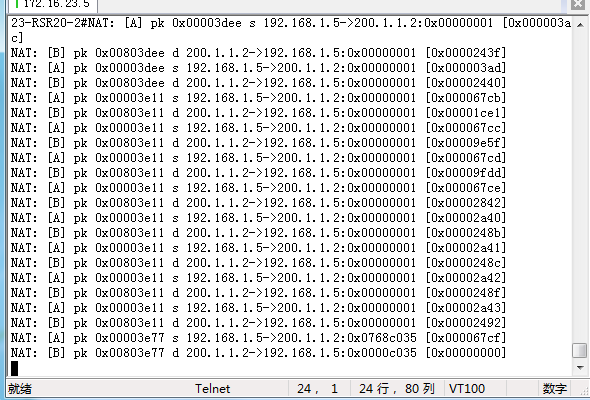 172.16.23.5
23-RSR20-2#NAT: [A] pk 0x00003dee s 192.168.1.5->200.1.1.2:0x00000001 [0x000003a
c]
NAT: [B] pk 0x00803dee d 200.1.1.2->192.168.1.5:0x00000001 [0x0000243f]
NAT: [A] pk 0x00003dee s 192.168.1.5->200.1.1.2:0x00000001 [0x000003ad]
NAT: [B] pk 0x00803dee d 200.1.1.2->192.168.1.5:0x00000001 [0x00002440]
NAT: [A] pk 0x00003e11 s 192.168.1.5->200.1.1.2:0x00000001 [0x000067cb]
NAT: [B] pk 0x00803e11 d 200.1.1.2->192.168.1.5:0x00000001 [0x00001ce1]
NAT: [A] pk 0x00003e11 s 192.168.1.5->200.1.1.2:0x00000001 [0x000067cc]
NAT: [B] pk 0x00803e11 d 200.1.1.2->192.168.1.5:0x00000001 [0x00009e5f]
NAT: [A] pk 0x00003e11 s 192.168.1.5->200.1.1.2:0x00000001 [0x000067cd]
NAT: [B] pk 0x00803e11 d 200.1.1.2->192.168.1.5:0x00000001 [0x00009fdd]
NAT: [A] pk 0x00003e11 s 192.168.1.5->200.1.1.2:0x00000001 [0x000067ce]
NAT: [B] pk 0x00803e11 d 200.1.1.2->192.168.1.5:0x00000001 [0x00002842]
NAT: [A] pk 0x00003e11 s 192.168.1.5->200.1.1.2:0x00000001 [0x00002a40]
NAT: [B] pk 0x00803e11 d 200.1.1.2->192.168.1.5:0x00000001 [0x0000248b]
NAT: [A] pk 0x00003e11 s 192.168.1.5->200.1.1.2:0x00000001 [0x00002a41]
NAT: [B] pk 0x00803e11 d 200.1.1.2->192.168.1.5:0x00000001 [0x0000248c]
NAT: [A] pk 0x00003e11 s 192.168.1.5->200.1.1.2:0x00000001 [0x00002a42]
NAT: [B] pk 0x00803e11 d 200.1.1.2->192.168.1.5:0x00000001 [0x0000248f]
NAT: [A] pk 0x00003e11 s 192.168.1.5->200.1.1.2:0x00000001 [0x00002a43]
NAT: [B] pk 0x00803e11 d 200.1.1.2->192.168.1.5:0x00000001 [0x00002492]
NAT: [A] pk 0x00003e77 s 192.168.1.5->200.1.1.2:0x0768c035 [0x000067cf]
NAT: [B] pk 0x00803e77 d 200.1.1.2->192.168.1.5:0x0000c035 [0x00000000]
就绪 Telnet 24, 1 24 行, 80 列 VT100 数字